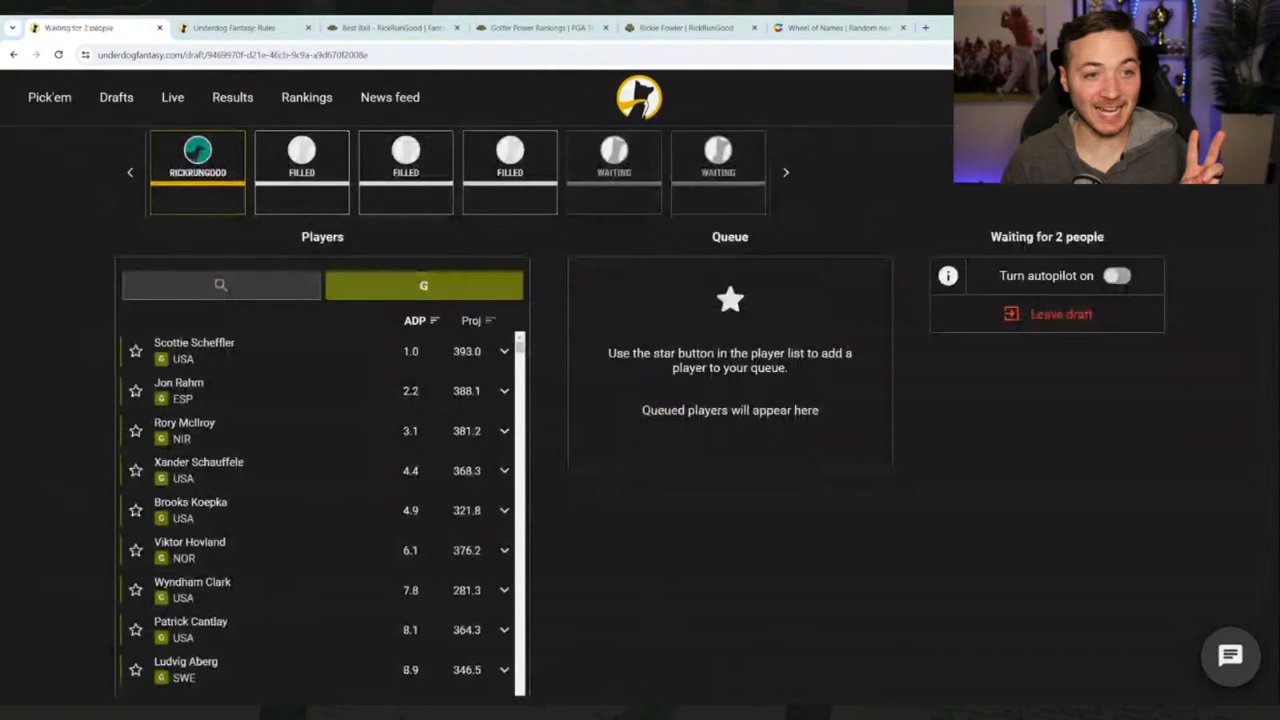 Waiting for 2 people
Underdog Fantasy: Rules
Best Ball - RickRunGood | Fant
Golfer Power Rankings | PGA T
Rickie Fowler | RickRunGood
Wheel of Names | Random nam
underdogfantasy.com/draft/9469970f-d21e-46cb-9c9a-a9d670f2008e
Pick'em Drafts Live Results Rankings News feed
RICKRUNGOOD FILLED FILLED FILLED WAITING WAITING
Players
G
ADP Proj
Scottie Scheffler
G USA 1.0 393.0
Jon Rahm
G ESP 2.2 388.1
Rory McIlroy
G NIR 3.1 381.2
Xander Schauffele
G USA 4.4 368.3
Brooks Koepka
G USA 4.9 321.8
Viktor Hovland
G NOR 6.1 376.2
Wyndham Clark
G USA 7.8 281.3
Patrick Cantlay
G USA 8.1 364.3
Ludvig Aberg
G SWE 8.9 346.5
Queue
Use the star button in the player list to add a
player to your queue.
Queued players will appear here
Waiting for 2 people
Turn autopilot on
Leave draft